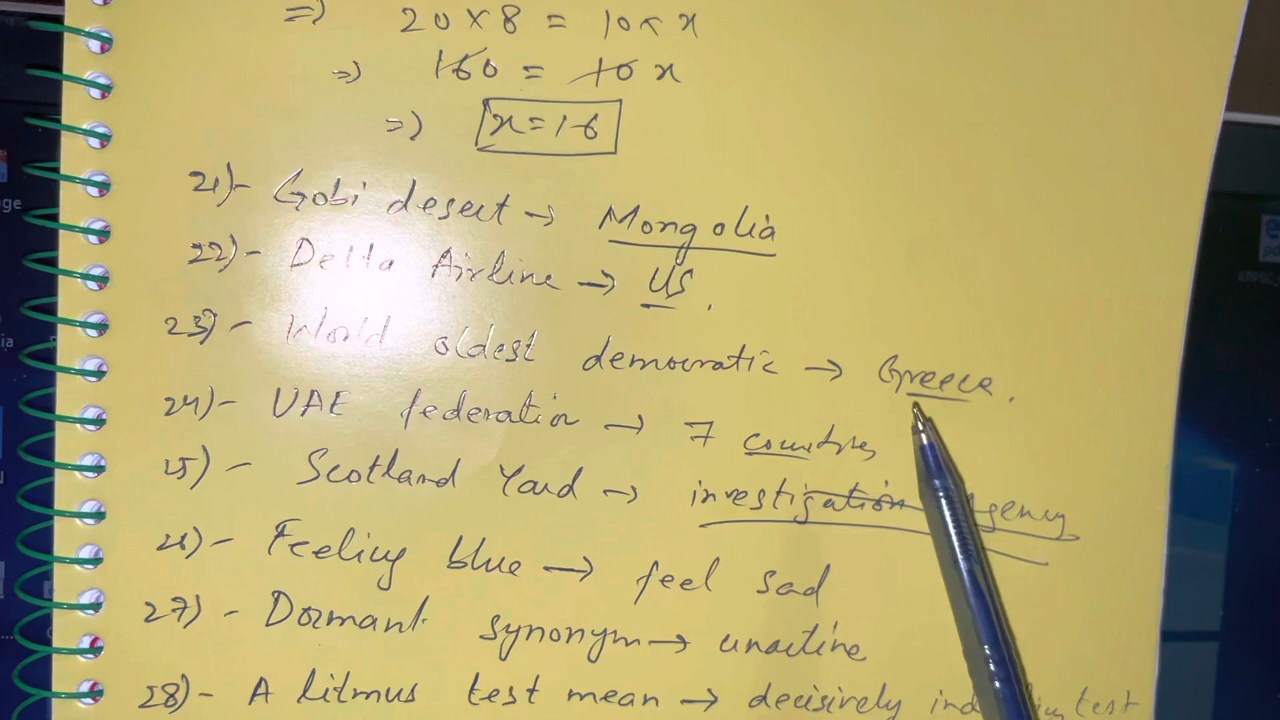 =) 20 × 8 = 10 × x
=) 160 = 10 x
=) x = 16
21)- Gobi desert → Mongolia
22)- Delta Airline → US.
23)- World oldest democratic → Greece.
24)- UAE federation → 7 countries
25)- Scotland Yard → investigation agency
26)- Feeling blue → feel sad
27)- Dormant synonym → unactive
28)- A litmus test mean → decisively test